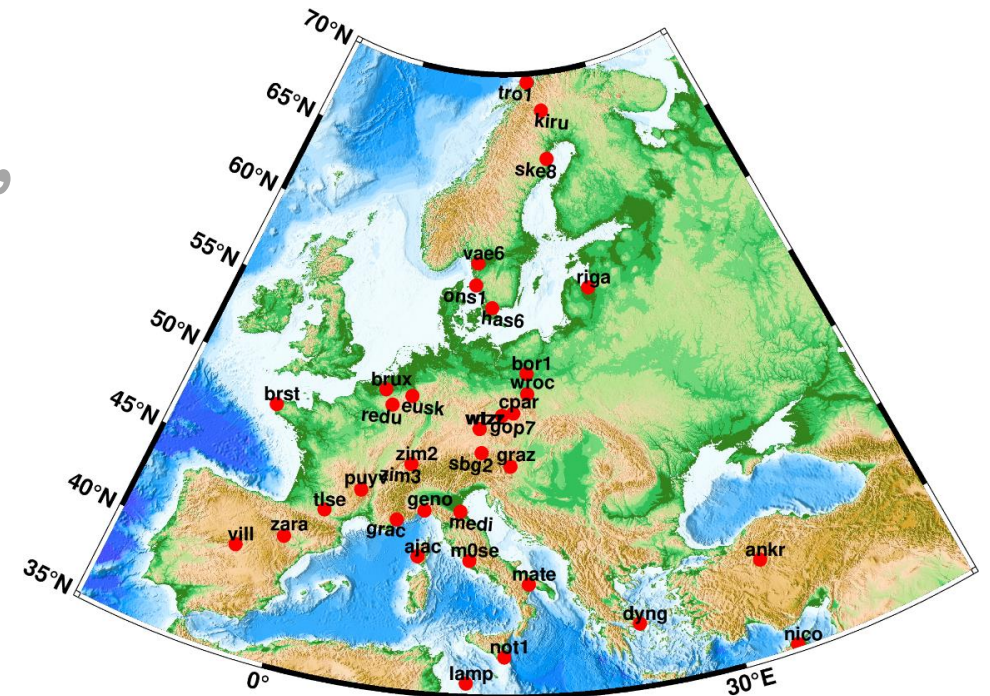 70°N
tro1
65°N
kiru
60°N
ske8
,
55°N
vae6
riga
ons1
has6
50°N
bor1
brux
wroc
brst
eusk
cpar
redu
gop7
45°N
zim2
sbg2
graz
puyv
zim3
40°N
tlse
geno
grac
medi
zara
vill
ajac
m0se
ankr
35°N
mate
dyng
nico
not1
lamp
0°
30°E